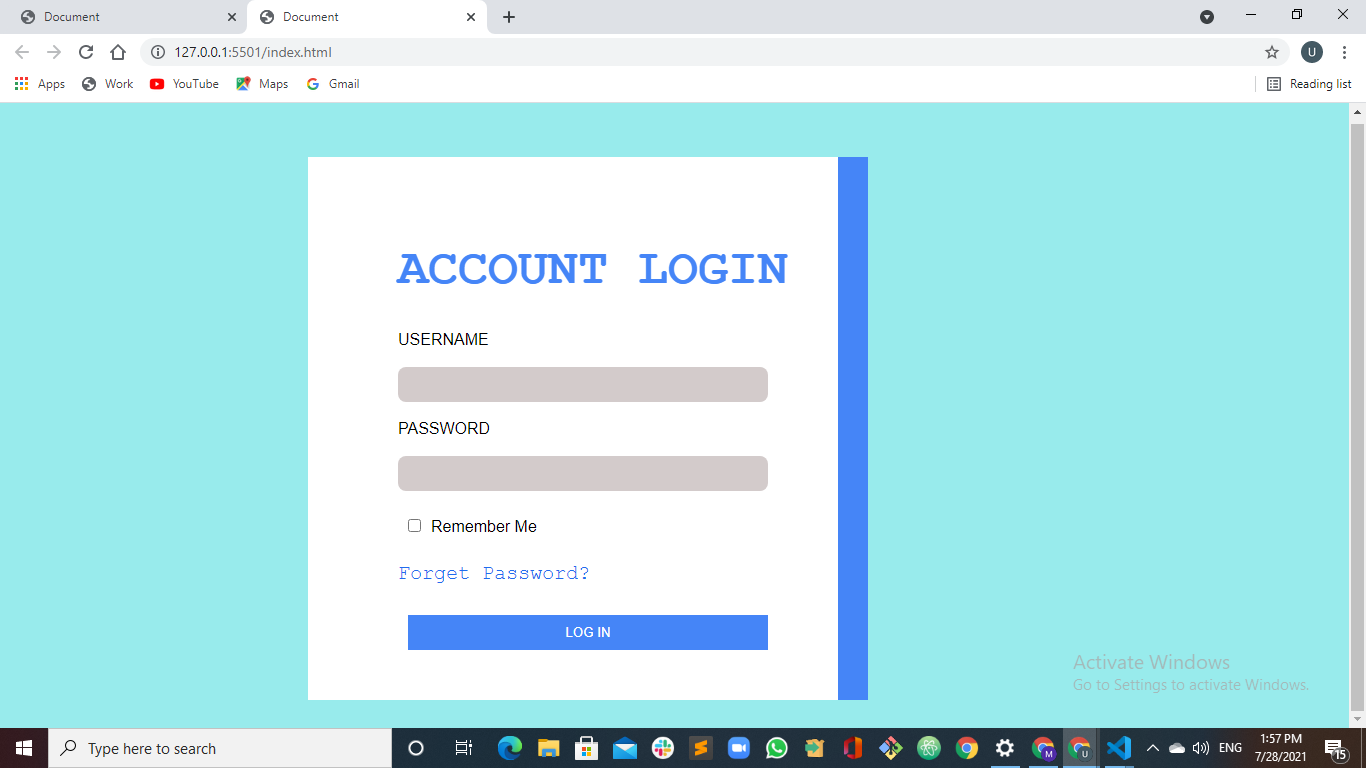 Document
Document
127.0.0.1:5501/index.html
U
Apps
Work
YouTube
Maps
Gmail
Reading list
ACCOUNT LOGIN
USERNAME
PASSWORD
Remember Me
Forget Password?
LOG IN
Activate Windows
Go to Settings to activate Windows.
Type here to search
M
U
ENG
1:57 PM
7/28/2021
15